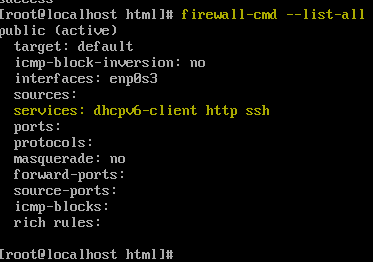 success
[root@localhost html]# firewall-cmd --list-all
public (active)
  target: default
  icmp-block-inversion: no
  interfaces: enp0s3
  sources:
  services: dhcpv6-client http ssh
  ports:
  protocols:
  masquerade: no
  forward-ports:
  source-ports:
  icmp-blocks:
  rich rules:
[root@localhost html]#